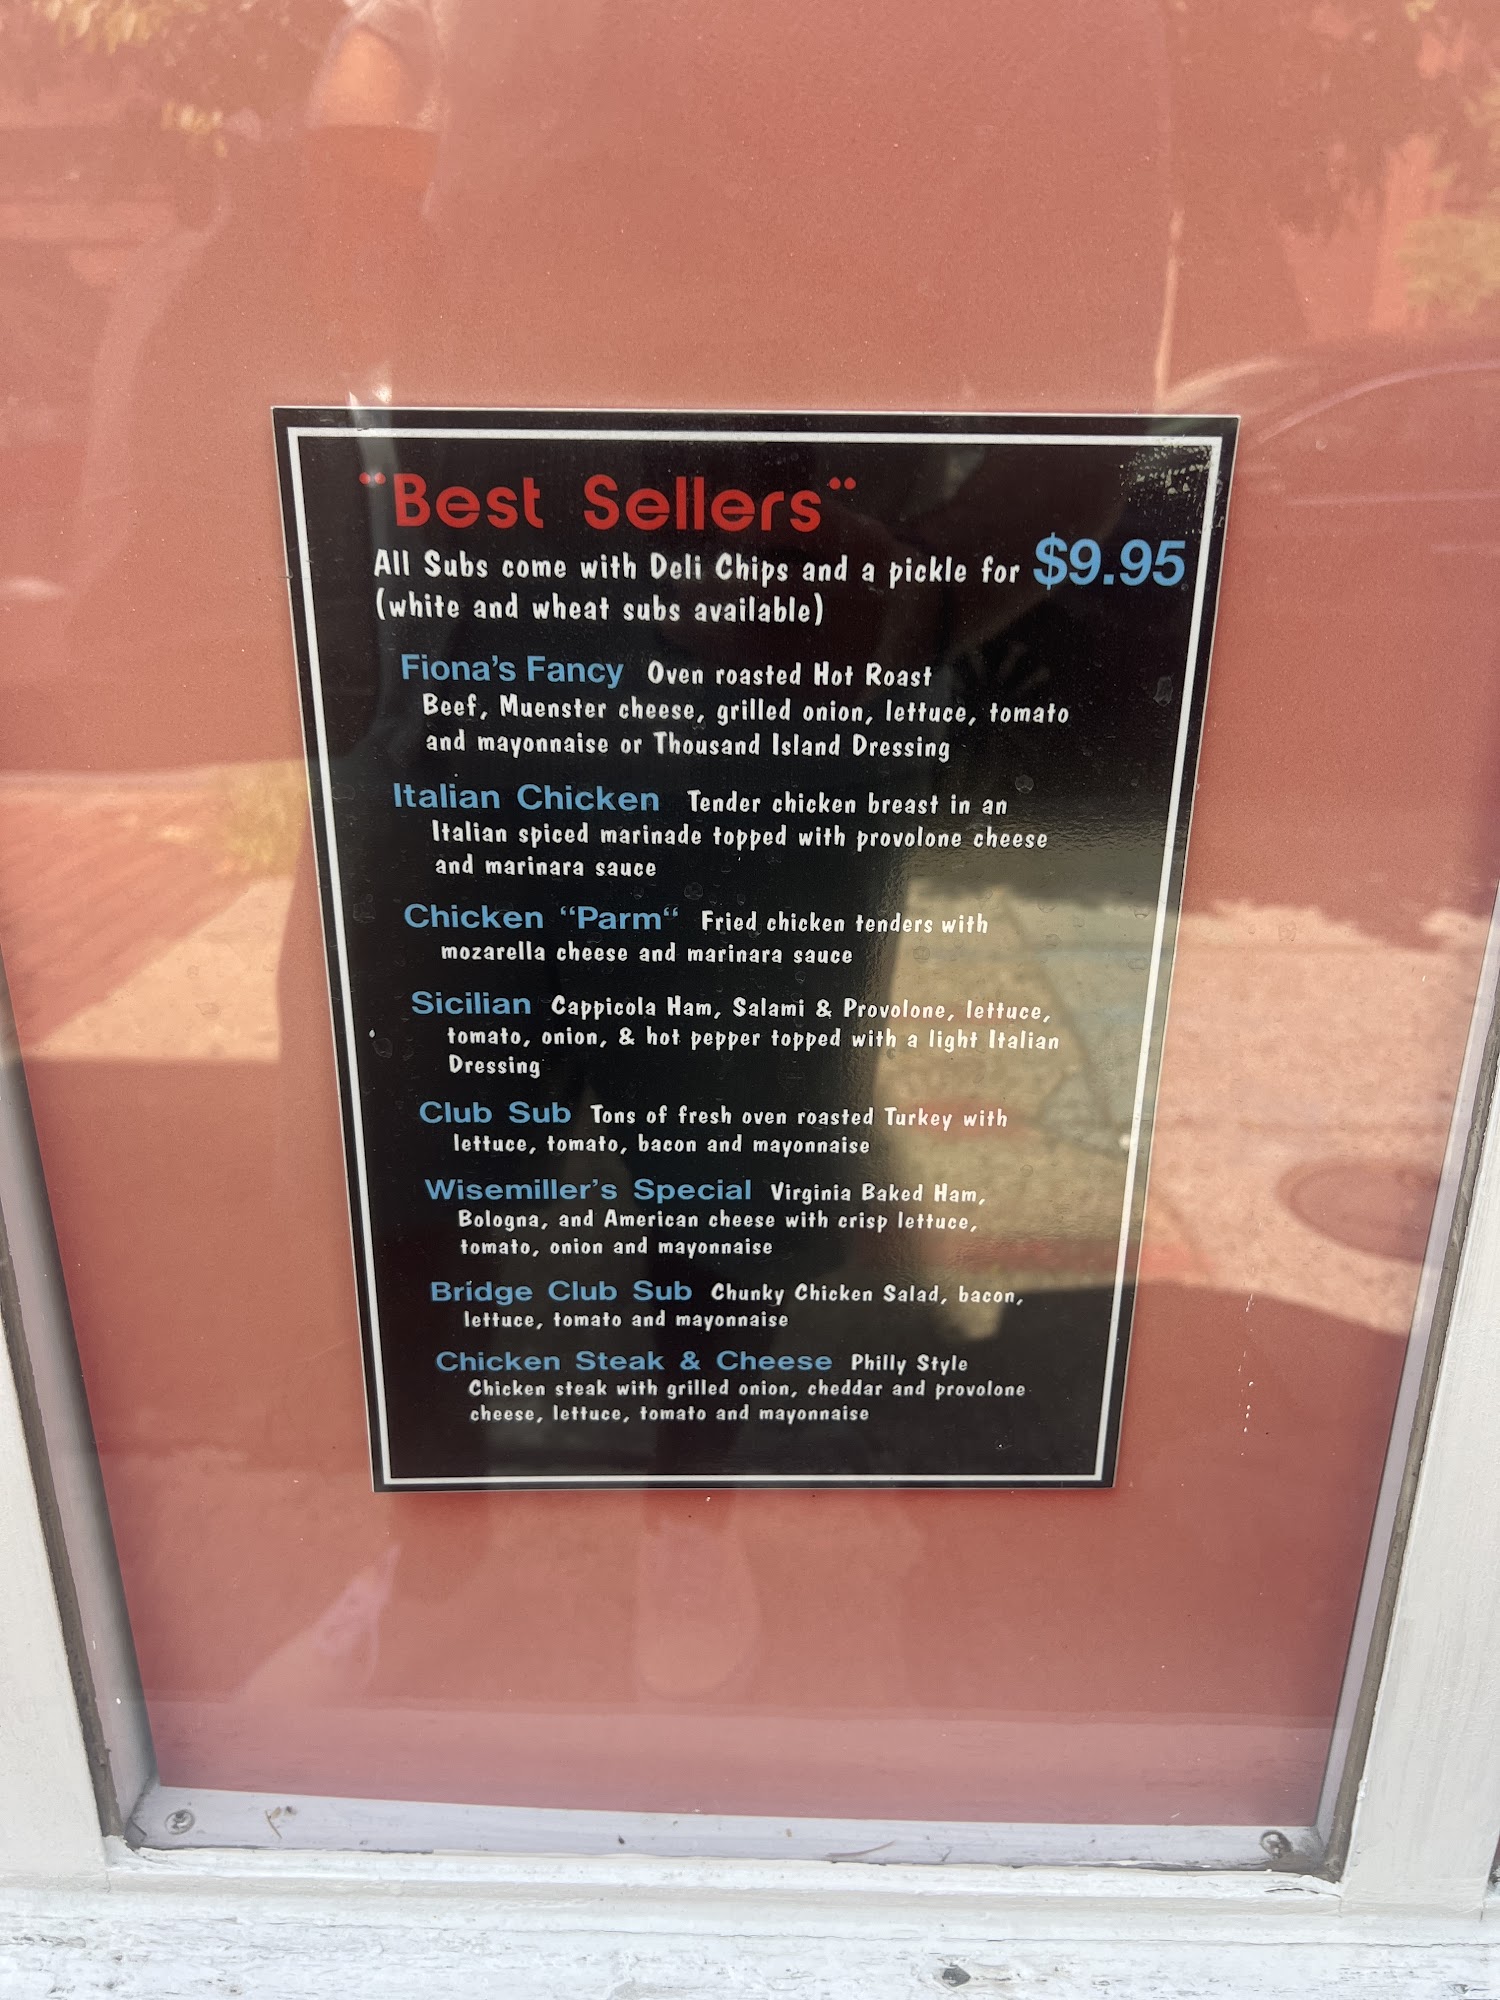 "Best Sellers"
All Subs come with Deli Chips and a pickle for $9.95
(white and wheat subs available)
Fiona's Fancy Oven roasted Hot Roast
Beef, Muenster cheese, grilled onion, lettuce, tomato
and mayonnaise or Thousand Island Dressing
Italian Chicken Tender chicken breast in an
Italian spiced marinade topped with provolone cheese
and marinara sauce
Chicken "Parm" Fried chicken tenders with
mozarella cheese and marinara sauce
Sicilian Cappicola Ham, Salami & Provolone, lettuce,
tomato, onion, & hot pepper topped with a light Italian
Dressing
Club Sub Tons of fresh oven roasted Turkey with
lettuce, tomato, bacon and mayonnaise
Wisemiller's Special Virginia Baked Ham,
Bologna, and American cheese with crisp lettuce,
tomato, onion and mayonnaise
Bridge Club Sub Chunky Chicken Salad, bacon,
lettuce, tomato and mayonnaise
Chicken Steak & Cheese Philly Style
Chicken steak with grilled onion, cheddar and provolone
cheese, lettuce, tomato and mayonnaise